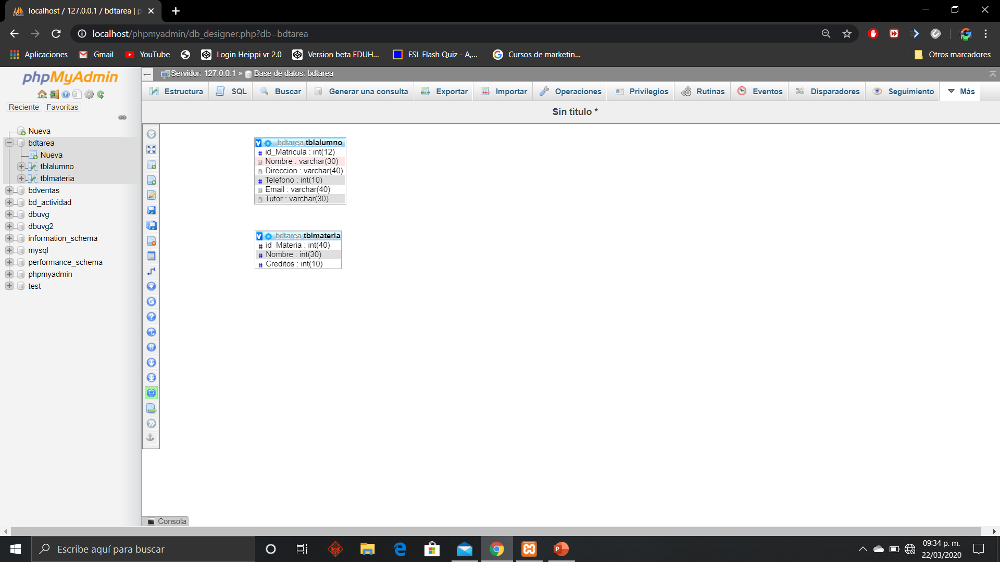 localhost / 127.0.0.1 / bdtarea | p
localhost/phpmyadmin/db_designer.php?db=bdtarea
Aplicaciones Gmail YouTube Login Heippi vr 2.0 Version beta EDUH... ESL Flash Quiz - A,... Cursos de marketin... Otros marcadores
phpMyAdmin
Reciente Favoritas
Nueva
bdtarea
Nueva
tblalumno
tblmateria
bdventas
bd_actividad
dbuvg
dbuvg2
information_schema
mysql
performance_schema
phpmyadmin
test
Servidor: 127.0.0.1 » Base de datos: bdtarea
Estructura SQL Buscar Generar una consulta Exportar Importar Operaciones Privilegios Rutinas Eventos Disparadores Seguimiento Más
Sin título *
bdtarea tblalumno
id_Matricula : int(12)
Nombre : varchar(30)
Direccion : varchar(40)
Telefono : int(10)
Email : varchar(40)
Tutor : varchar(30)
bdtarea tblmateria
id_Materia : int(40)
Nombre : int(30)
Creditos : int(10)
Consola
Escribe aquí para buscar
09:34 p. m.
22/03/2020